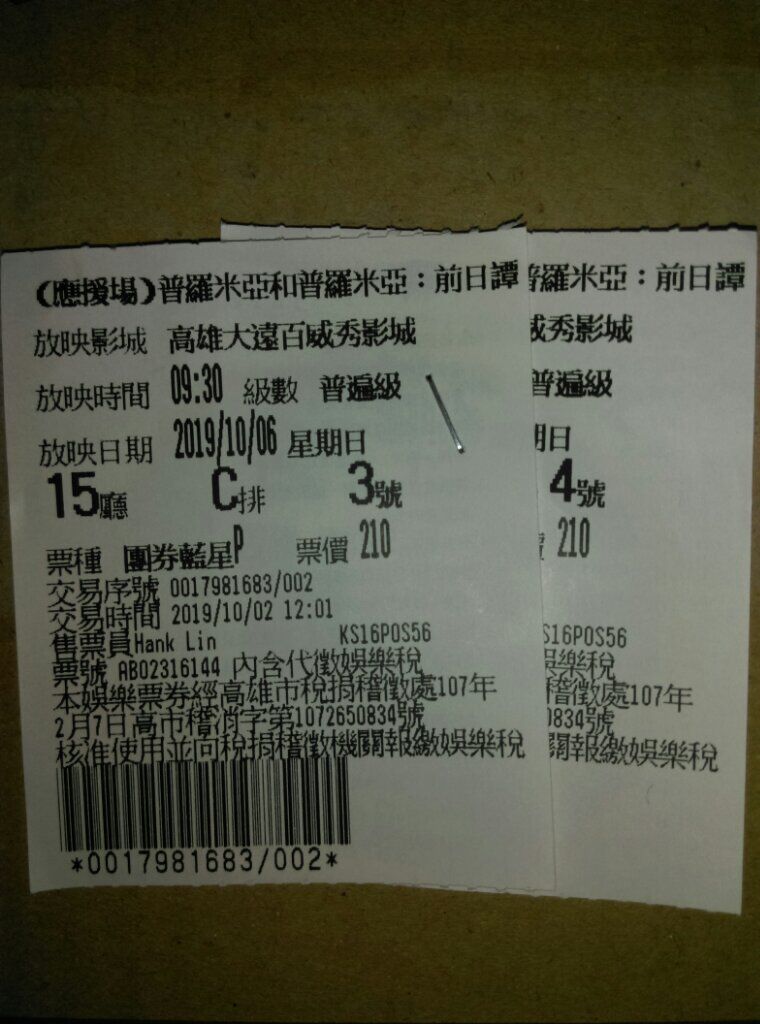 (應援場)普羅米亞和普羅米亞：前日譚
放映影城 高雄大遠百威秀影城
放映時間 09:30 級數 普遍級
放映日期 2019/10/06 星期日
15廳 C排 3號
票種 團券藍星P 票價 210
交易序號 0017981683/002
交易時間 2019/10/02 12:01
售票員Hank Lin KS16POS56
票號 AB02316144 內含代徵娛樂稅
本娛樂票券經高雄市稅捐稽徵處107年
2月7日高市稽消字第1072650834號
核准使用並回稅捐稽徵機關報繳娛樂稅
*0017981683/002*
普羅米亞：前日譚
威秀影城
普遍級
期日
4號
210
S16POS56
娛樂稅
稽徵處107年
0834號
關報繳娛樂稅